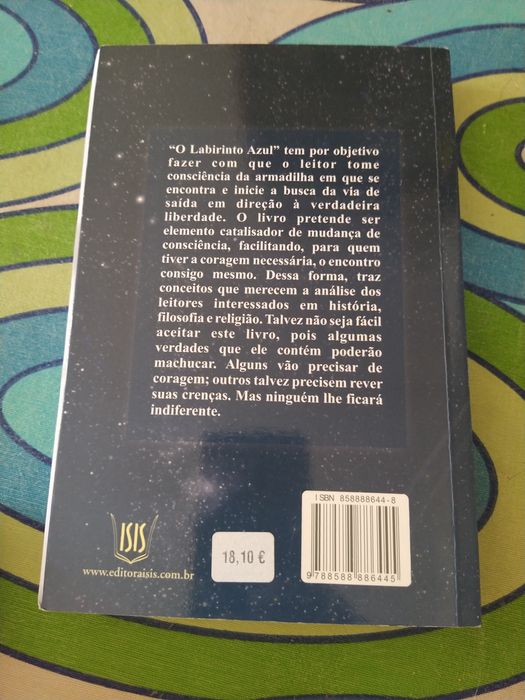 “O Labirinto Azul” tem por objetivo
fazer com que o leitor tome
consciência da armadilha em que se
encontra e inicie a busca da via de
saída em direção à verdadeira
liberdade. O livro pretende ser
elemento catalisador de mudança de
consciência, facilitando, para quem
tiver a coragem necessária, o encontro
consigo mesmo. Dessa forma, traz
conceitos que merecem a análise dos
leitores interessados em história,
filosofia e religião. Talvez não seja fácil
aceitar este livro, pois algumas
verdades que ele contém poderão
machucar. Alguns vão precisar de
coragem; outros talvez precisem rever
suas crenças. Mas ninguém lhe ficará
indiferente.
ISIS
www.editoraisis.com.br
18,10 €
ISBN 858888644-8
9 788588 886445